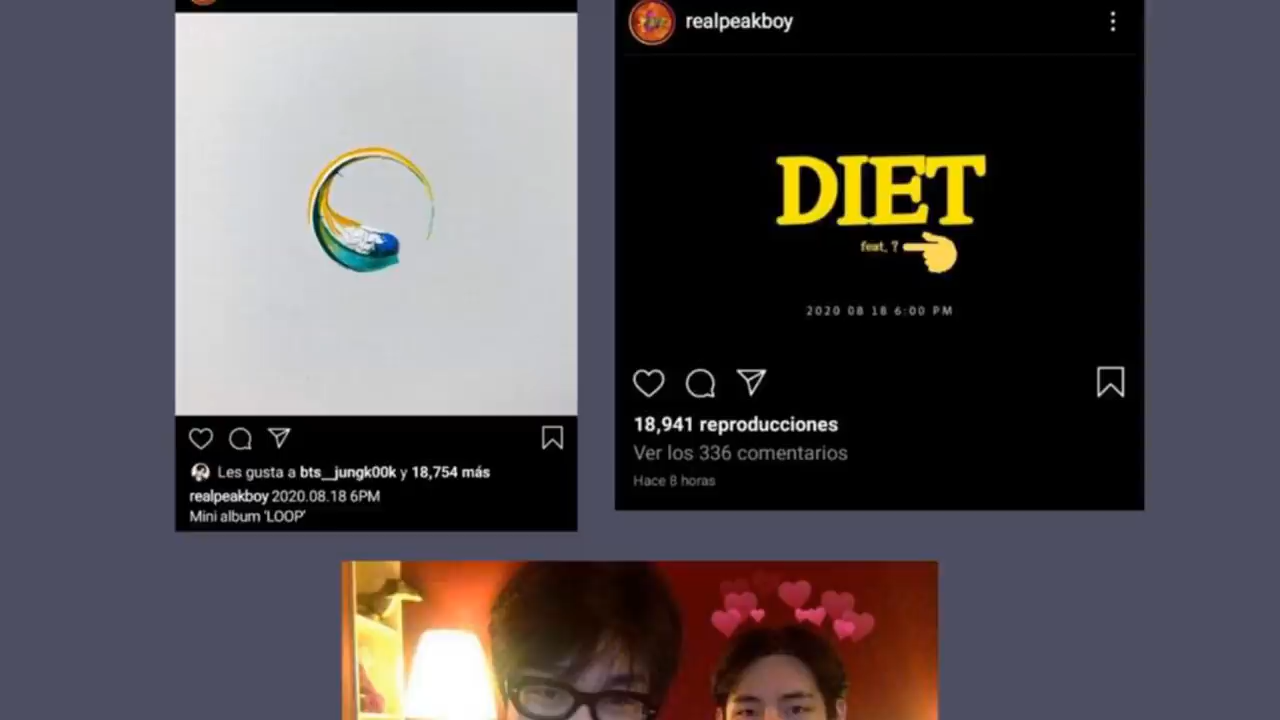 Les gusta a bts__jungk00k y 18,754 más
realpeakboy 2020.08.18 6PM
Mini album 'LOOP'
realpeakboy
DIET
feat. ?
2020 08 18 6:00 PM
18,941 reproducciones
Ver los 336 comentarios
Hace 8 horas